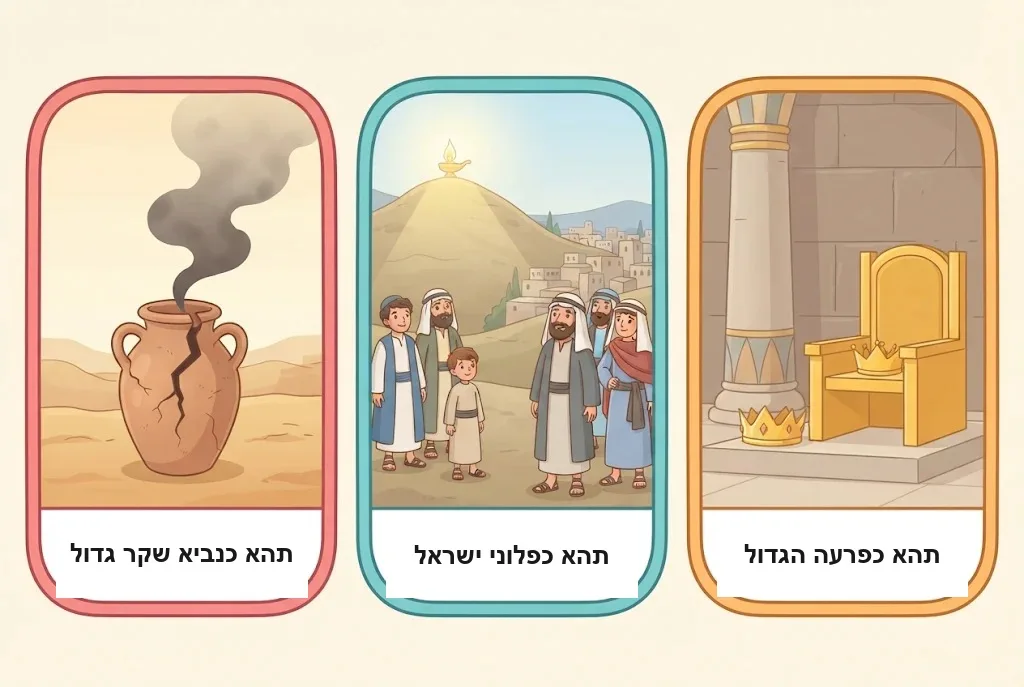 תהא כפרעה הגדול
תהא כפלוני ישראל
תהא כנביא שקר גדול